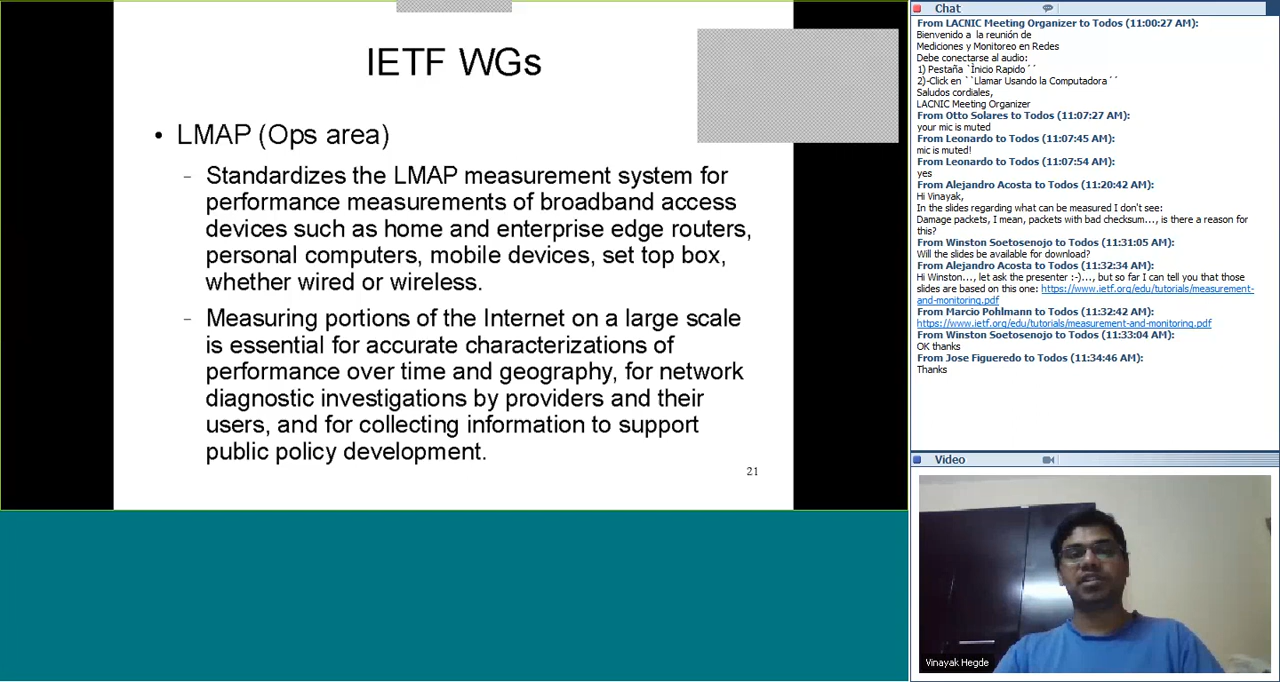 IETF WGs
• LMAP (Ops area)
– Standardizes the LMAP measurement system for
performance measurements of broadband access
devices such as home and enterprise edge routers,
personal computers, mobile devices, set top box,
whether wired or wireless.
– Measuring portions of the Internet on a large scale
is essential for accurate characterizations of
performance over time and geography, for network
diagnostic investigations by providers and their
users, and for collecting information to support
public policy development.
21
Chat
From LACNIC Meeting Organizer to Todos (11:00:27 AM):
Bienvenido a  la reunión de
Mediciones y Monitoreo en Redes
Debe conectarse al audio:
1) Pestaña `Ìnicio Rapido´´
2)-Click en ``Llamar Usando la Computadora´´
Saludos cordiales,
LACNIC Meeting Organizer
From Otto Solares to Todos (11:07:27 AM):
your mic is muted
From Leonardo to Todos (11:07:45 AM):
mic is muted!
From Leonardo to Todos (11:07:54 AM):
yes
From Alejandro Acosta to Todos (11:20:42 AM):
Hi Vinayak,
In the slides regarding what can be measured I don't see:
Damage packets, I mean, packets with bad checksum..., is there a reason for
this?
From Winston Soetosenojo to Todos (11:31:05 AM):
Will the slides be available for download?
From Alejandro Acosta to Todos (11:32:34 AM):
Hi Winston..., let ask the presenter :-)..., but so far I can tell you that those
slides are based on this one: https://www.ietf.org/edu/tutorials/measurement-
and-monitoring.pdf
From Marcio Pohlmann to Todos (11:32:42 AM):
https://www.ietf.org/edu/tutorials/measurement-and-monitoring.pdf
From Winston Soetosenojo to Todos (11:33:04 AM):
OK thanks
From Jose Figueredo to Todos (11:34:46 AM):
Thanks
Video
Vinayak Hegde